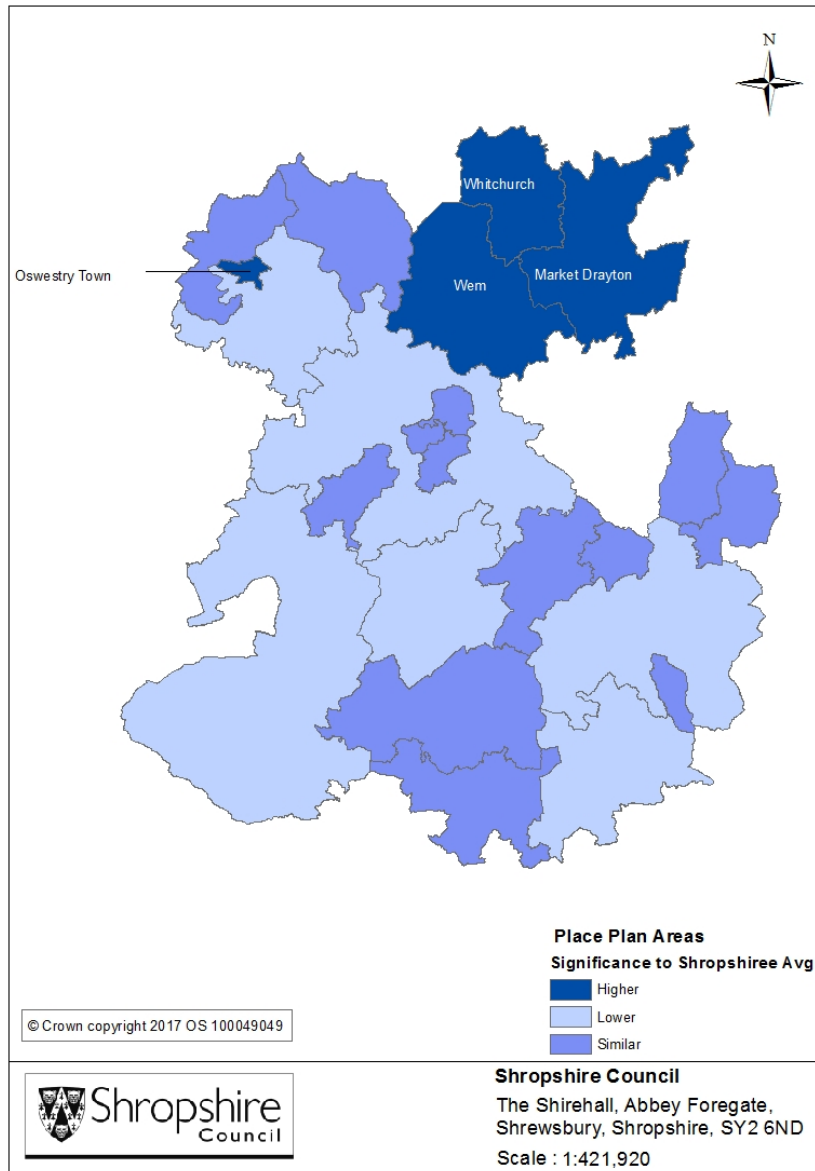 N
Whitchurch
Oswestry Town
Wem
Market Drayton
Place Plan Areas
Significance to Shropshiree Avg
Higher
Lower
Similar
© Crown copyright 2017 OS 100049049
Shropshire
Council
Shropshire Council
The Shirehall, Abbey Foregate,
Shrewsbury, Shropshire, SY2 6ND
Scale : 1:421,920